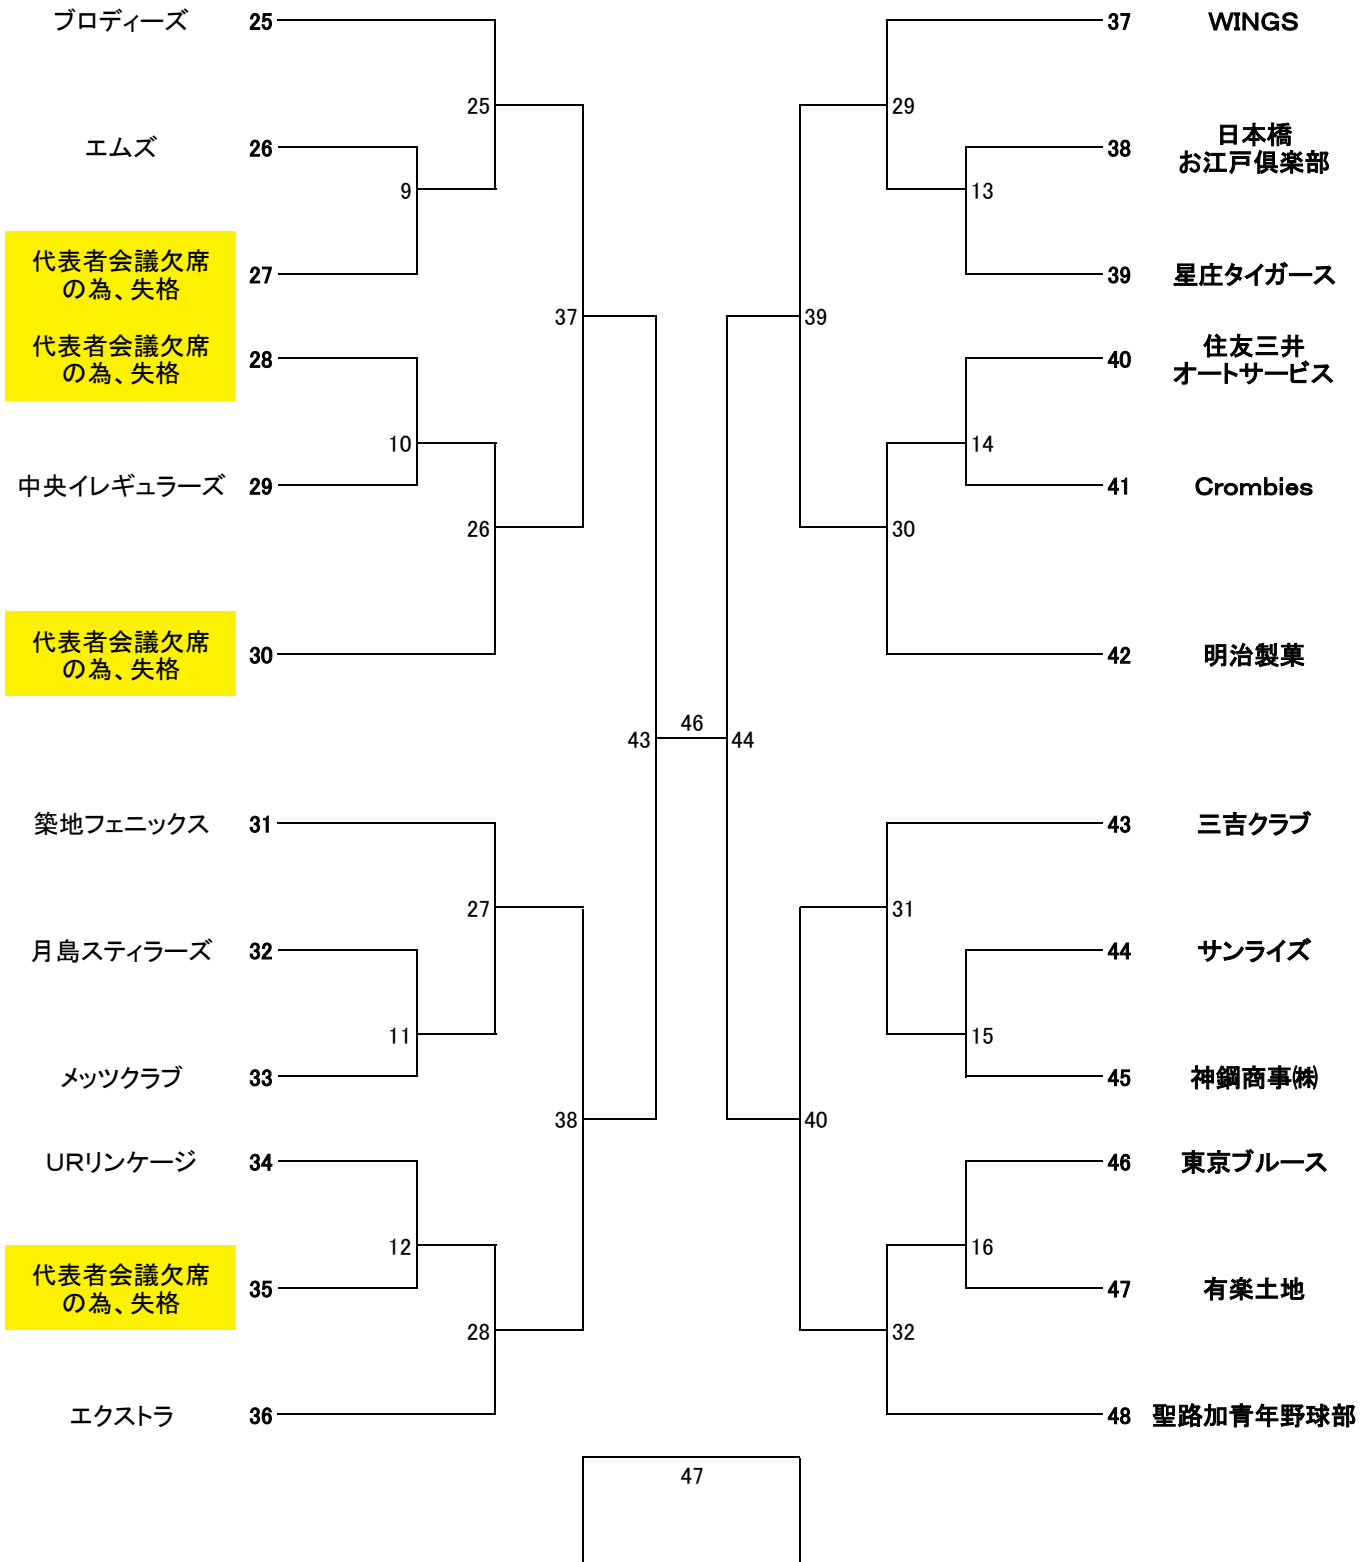 ブロディーズ 25
25
エムズ 26
9
代表者会議欠席
の為、失格
27
37
代表者会議欠席
の為、失格
28
10
中央イレギュラーズ 29
26
代表者会議欠席
の為、失格
30
43
46
築地フェニックス 31
27
月島スティラーズ 32
11
メッツクラブ 33
38
URリンケージ 34
12
代表者会議欠席
の為、失格
35
28
エクストラ 36
37 WINGS
29
38 日本橋
お江戸倶楽部
13
39 星庄タイガース
39
40 住友三井
オートサービス
14
41 Crombies
30
42 明治製菓
44
43 三吉クラブ
31
44 サンライズ
15
45 神鋼商事㈱
40
46 東京ブルース
16
47 有楽土地
32
48 聖路加青年野球部
47